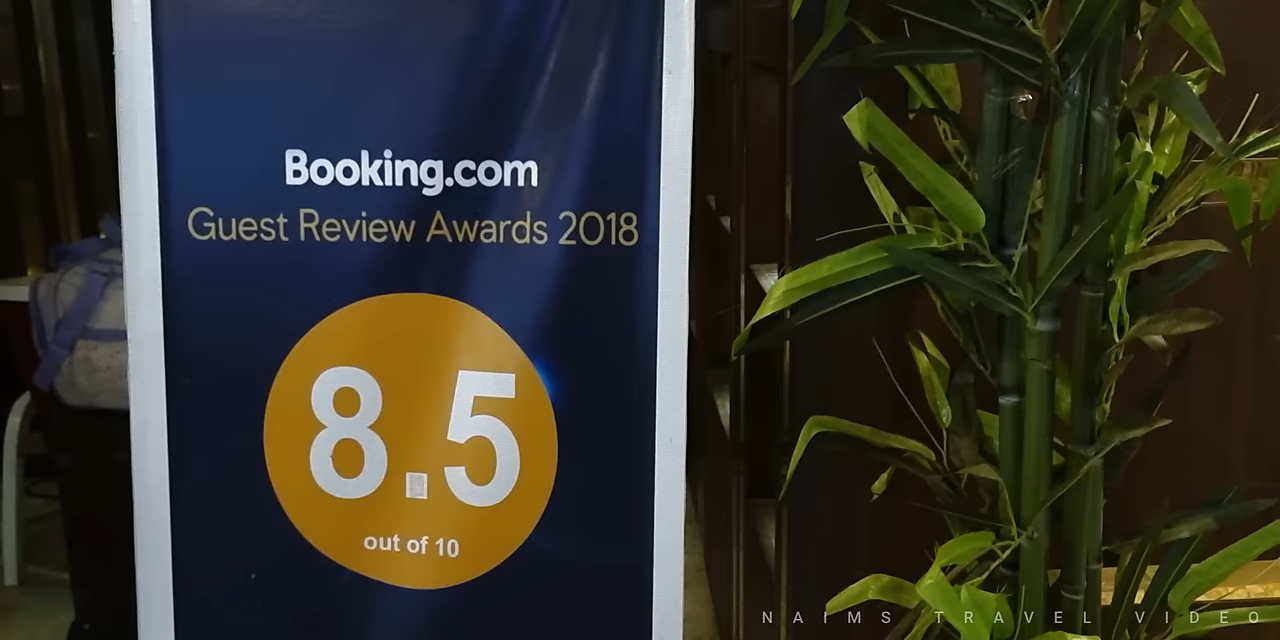 Booking.com
Guest Review Awards 2018
8.5
out of 10
NAIMS TRAVEL VIDEO